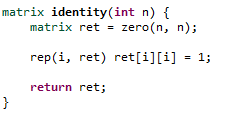 matrix identity(int n) {
    matrix ret = zero(n, n);
    rep(i, ret) ret[i][i] = 1;
    return ret;
}